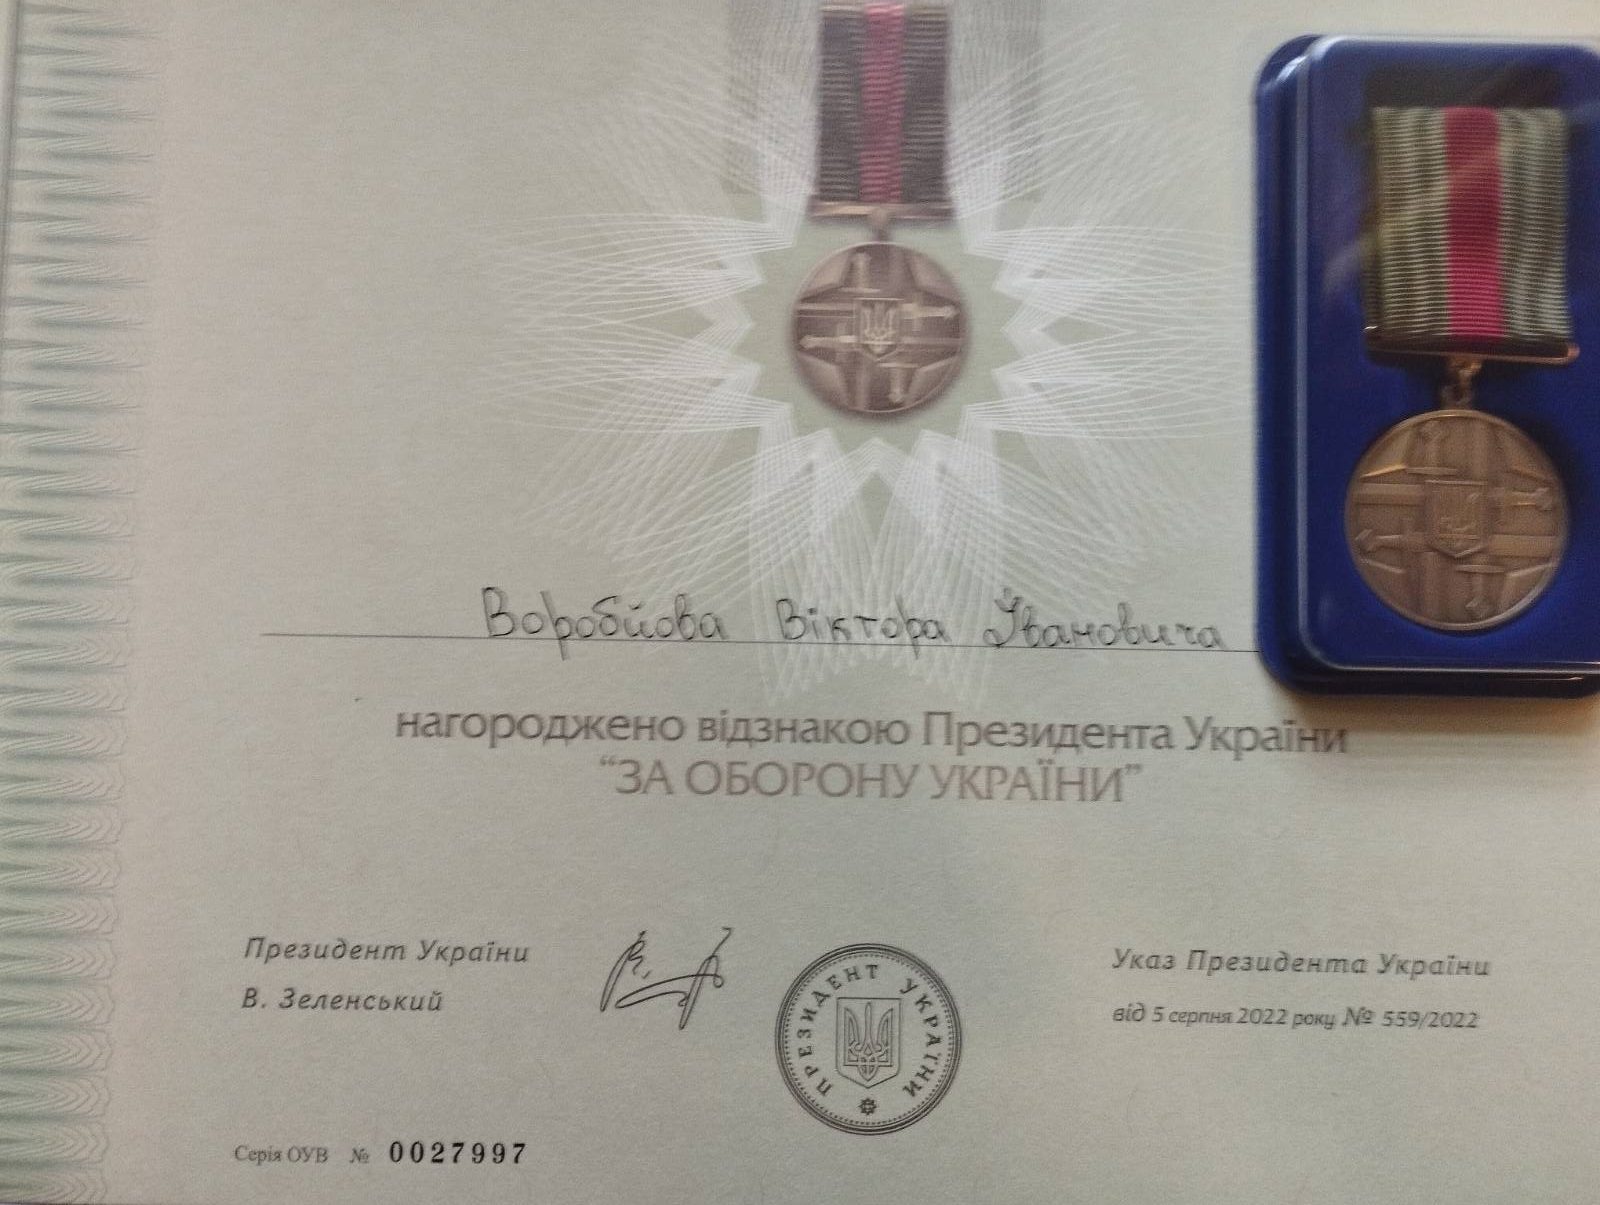 Воробйова Віктора Івановича
нагороджено відзнакою Президента України
“ЗА ОБОРОНУ УКРАЇНИ”
Президент України
В. Зеленський
ПРЕЗИДЕНТ УКРАЇНИ
Указ Президента України
від 5 серпня 2022 року № 559/2022
Серія ОУВ № 0027997